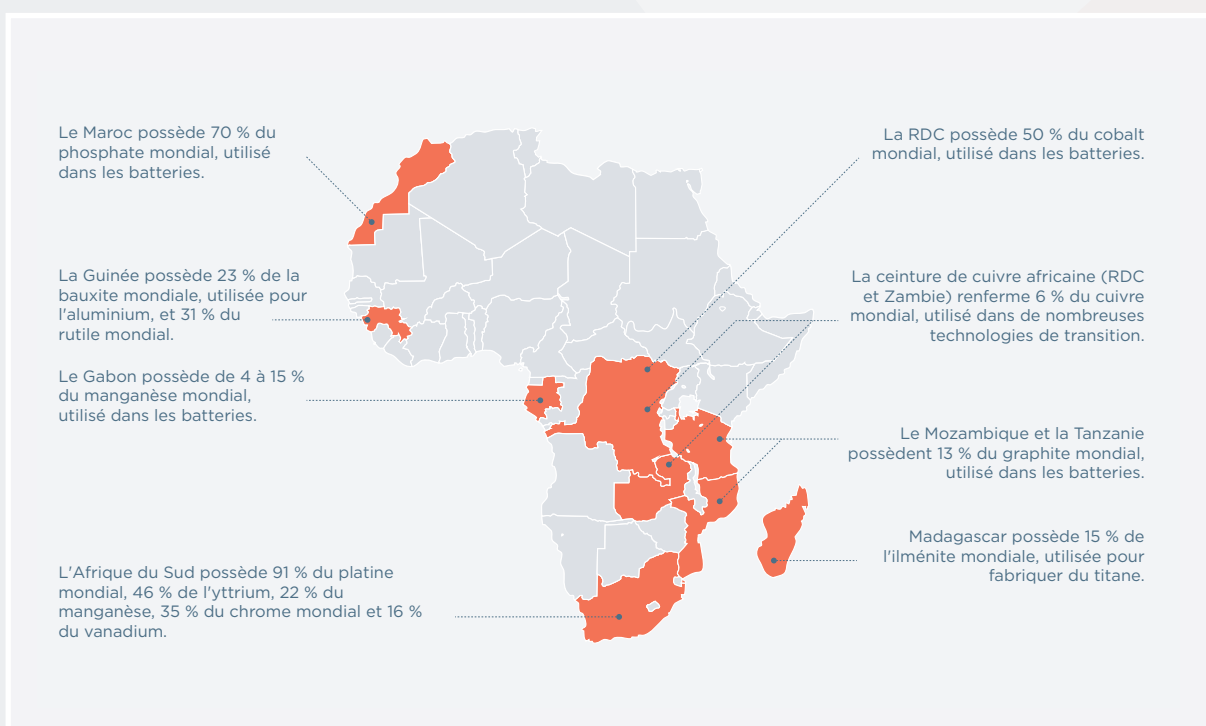 Le Maroc possède 70 % du
phosphate mondial, utilisé
dans les batteries.
La Guinée possède 23 % de la
bauxite mondiale, utilisée pour
l'aluminium, et 31 % du
rutile mondial.
Le Gabon possède de 4 à 15 %
du manganèse mondial,
utilisé dans les batteries.
L'Afrique du Sud possède 91 % du platine
mondial, 46 % de l'yttrium, 22 % du
manganèse, 35 % du chrome mondial et 16 %
du vanadium.
La RDC possède 50 % du cobalt
mondial, utilisé dans les batteries.
La ceinture de cuivre africaine (RDC
et Zambie) renferme 6 % du cuivre
mondial, utilisé dans de nombreuses
technologies de transition.
Le Mozambique et la Tanzanie
possèdent 13 % du graphite mondial,
utilisé dans les batteries.
Madagascar possède 15 % de
l'ilménite mondiale, utilisée pour
fabriquer du titane.